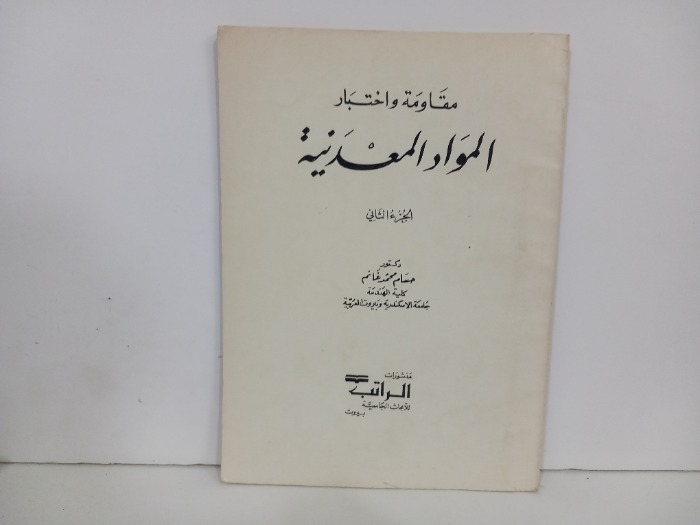 مقاومة واختبار
المواد المعدنية
الجزء الثاني
دكتور
حسام محمد غانم
كلية الهندسة
جامعة الاسكندرية وبيروت العربية
منشورات
الراتب
للأبحاث الجامعية
بيروت